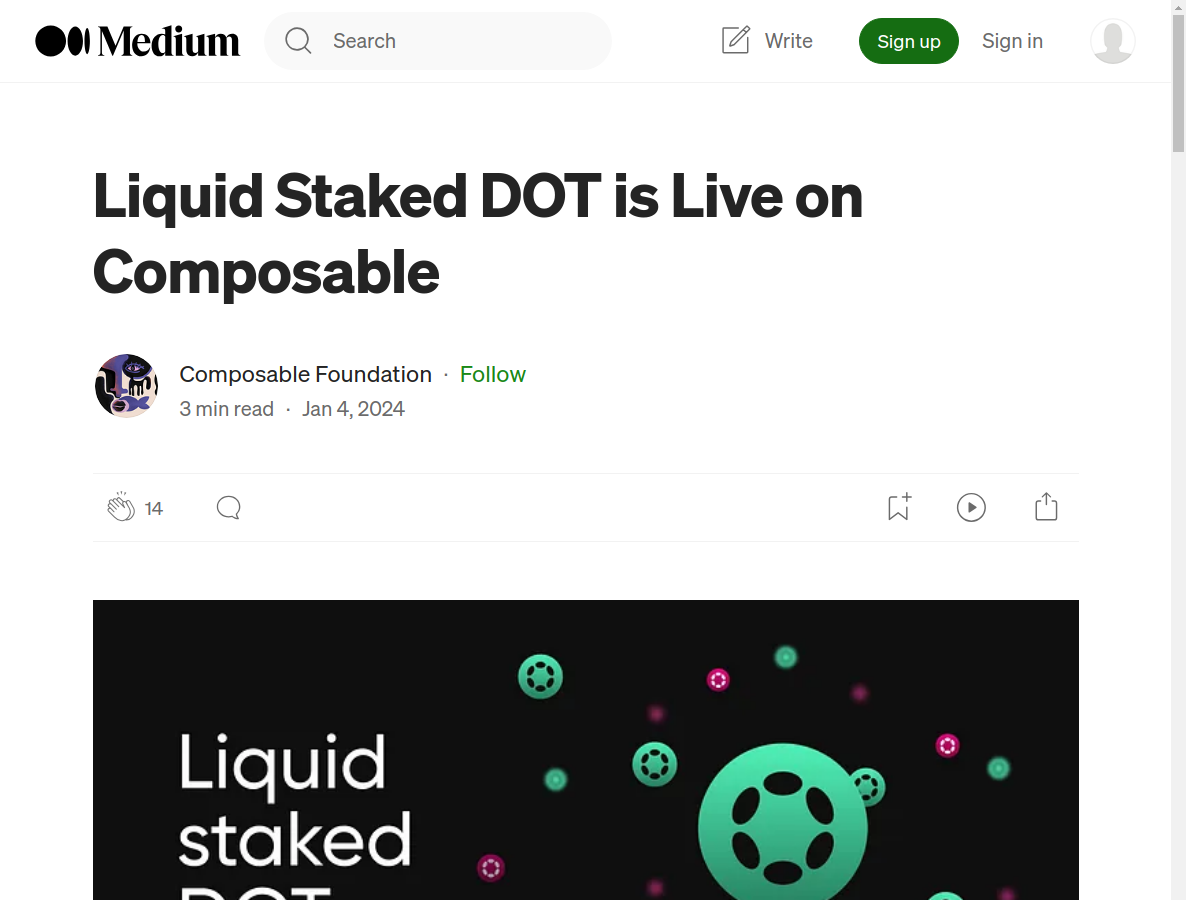 Medium
Search
Write
Sign up
Sign in
Liquid Staked DOT is Live on
Composable
Composable Foundation · Follow
3 min read · Jan 4, 2024
14
Liquid
staked
DOT